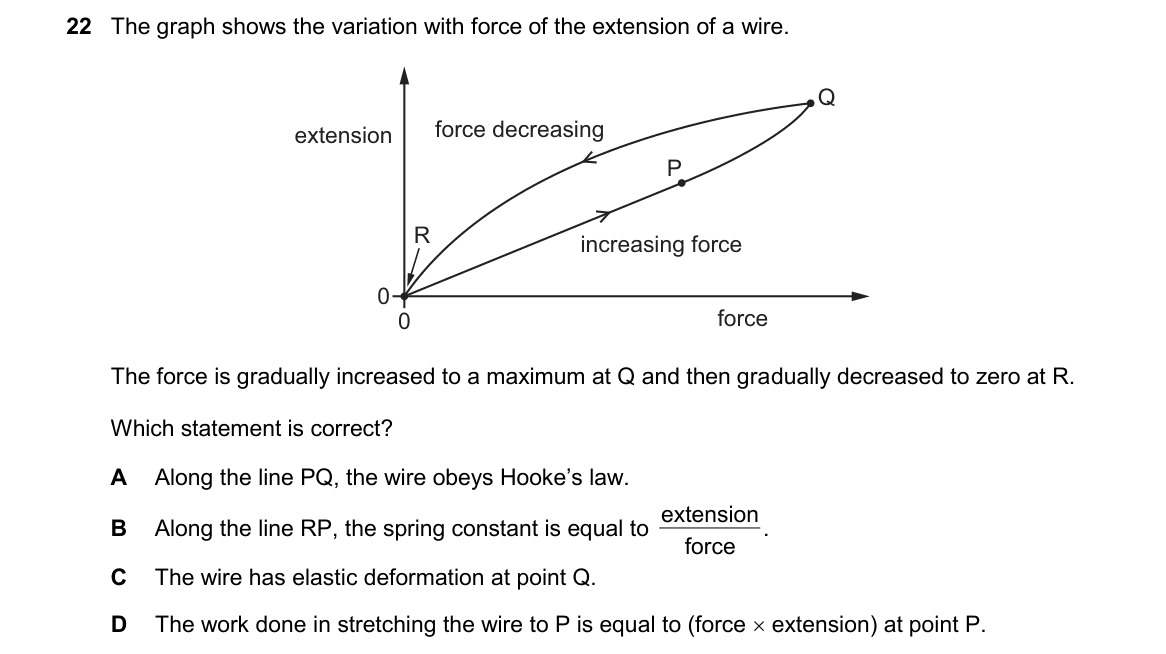 22 The graph shows the variation with force of the extension of a wire.
Q
extension
force decreasing
P
R
increasing force
0
0
force
The force is gradually increased to a maximum at Q and then gradually decreased to zero at R.
Which statement is correct?
A Along the line PQ, the wire obeys Hooke’s law.
B Along the line RP, the spring constant is equal to extension/force.
C The wire has elastic deformation at point Q.
D The work done in stretching the wire to P is equal to (force × extension) at point P.